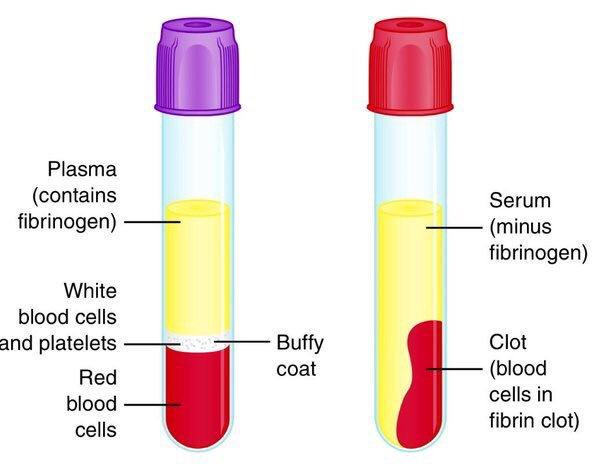 Plasma
(contains
fibrinogen)
White
blood cells
and platelets
Red
blood
cells
Buffy
coat
Serum
(minus
fibrinogen)
Clot
(blood
cells in
fibrin clot)